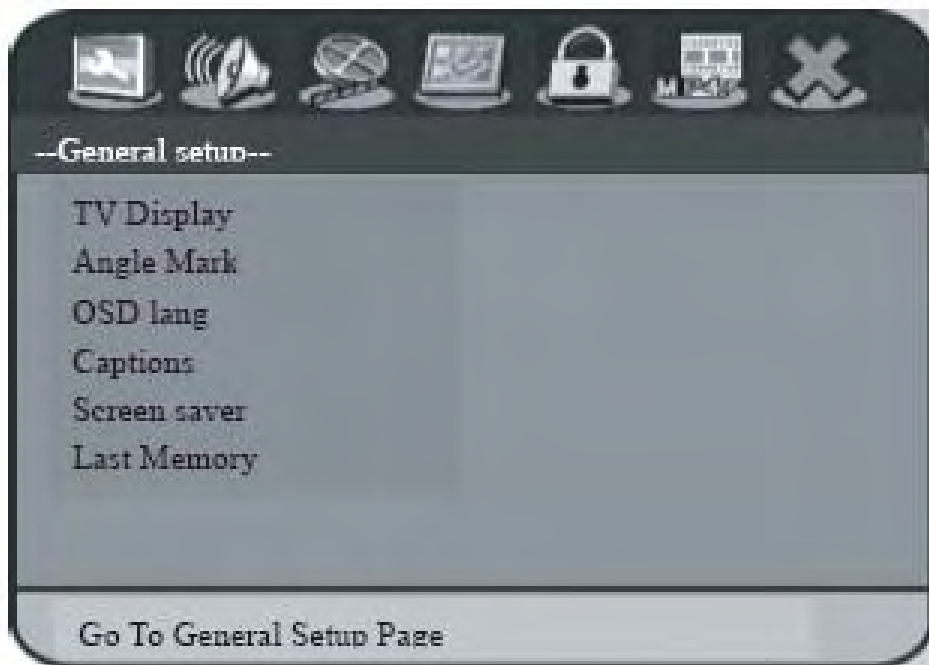 --General setup--
TV Display
Angle Mark
OSD lang
Captions
Screen saver
Last Memory
Go To General Setup Page